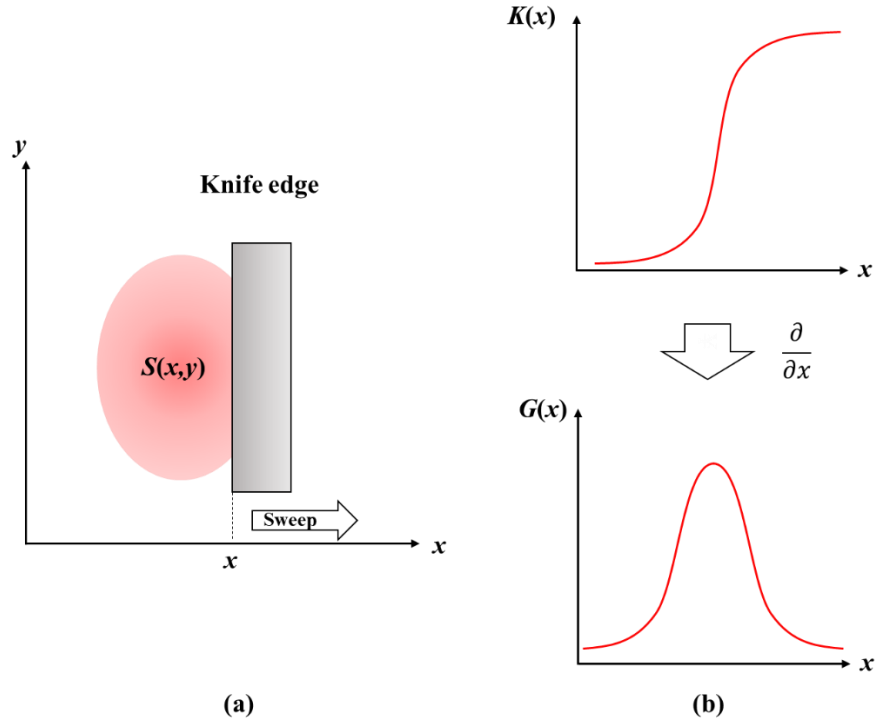 y
Knife edge
S(x,y)
Sweep
x
x
(a)
K(x)
x
∂
∂x
G(x)
x
(b)